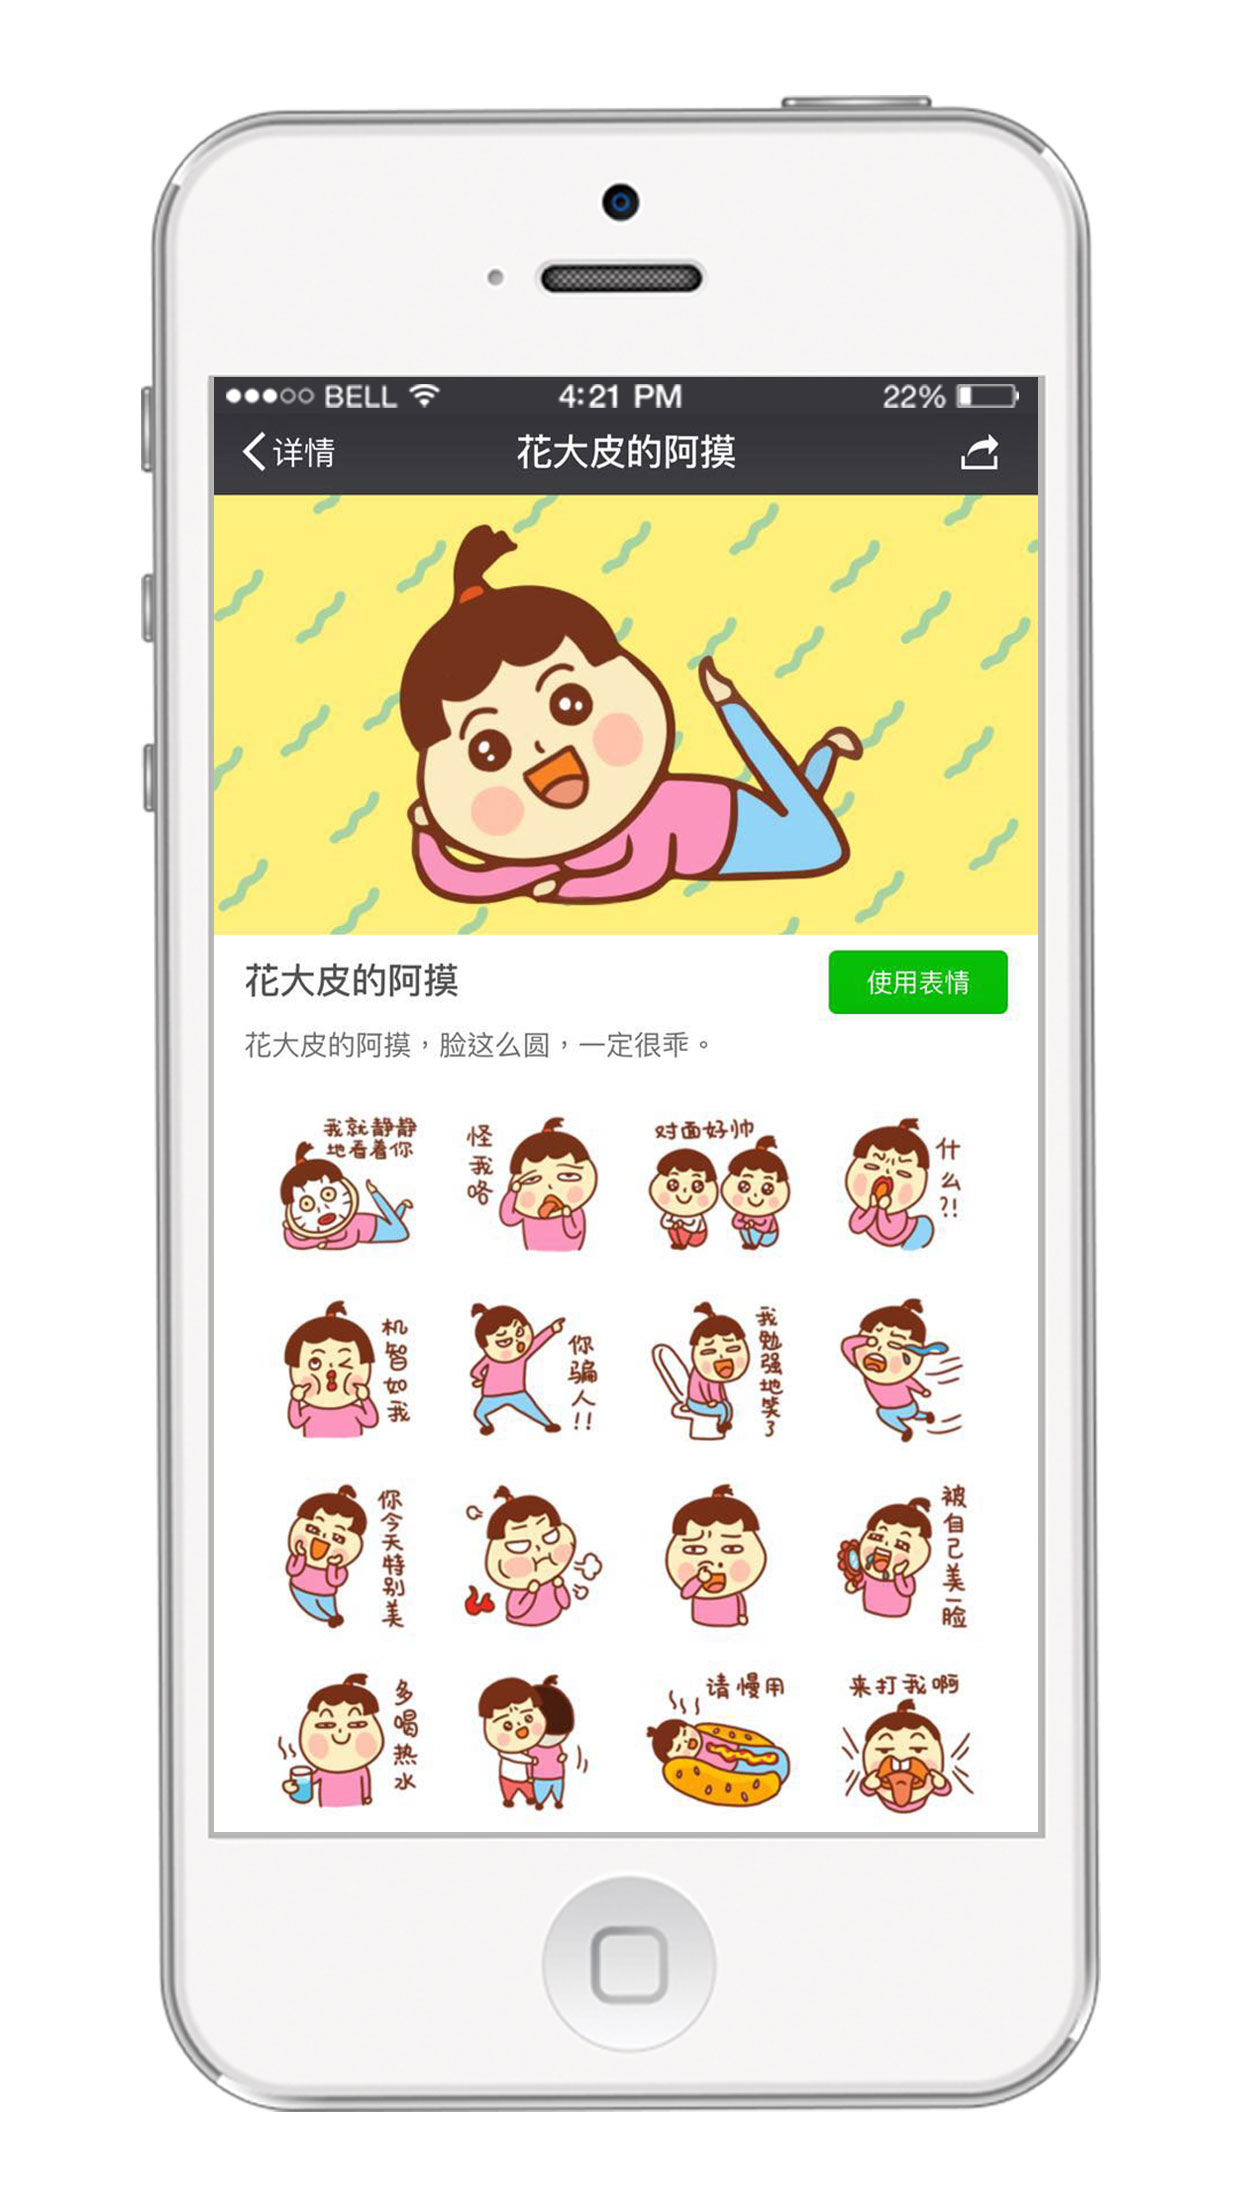 BELL 4:21 PM 22%
详情 花大皮的阿摸
花大皮的阿摸 使用表情
花大皮的阿摸，脸这么圆，一定很乖。
我就静静
地看着你
怪我咯
对面好帅
什么?!
机智如我
你骗人!!
我勉强地笑了
你今天特别美
被自己美一脸
多喝热水
请慢用
来打我啊